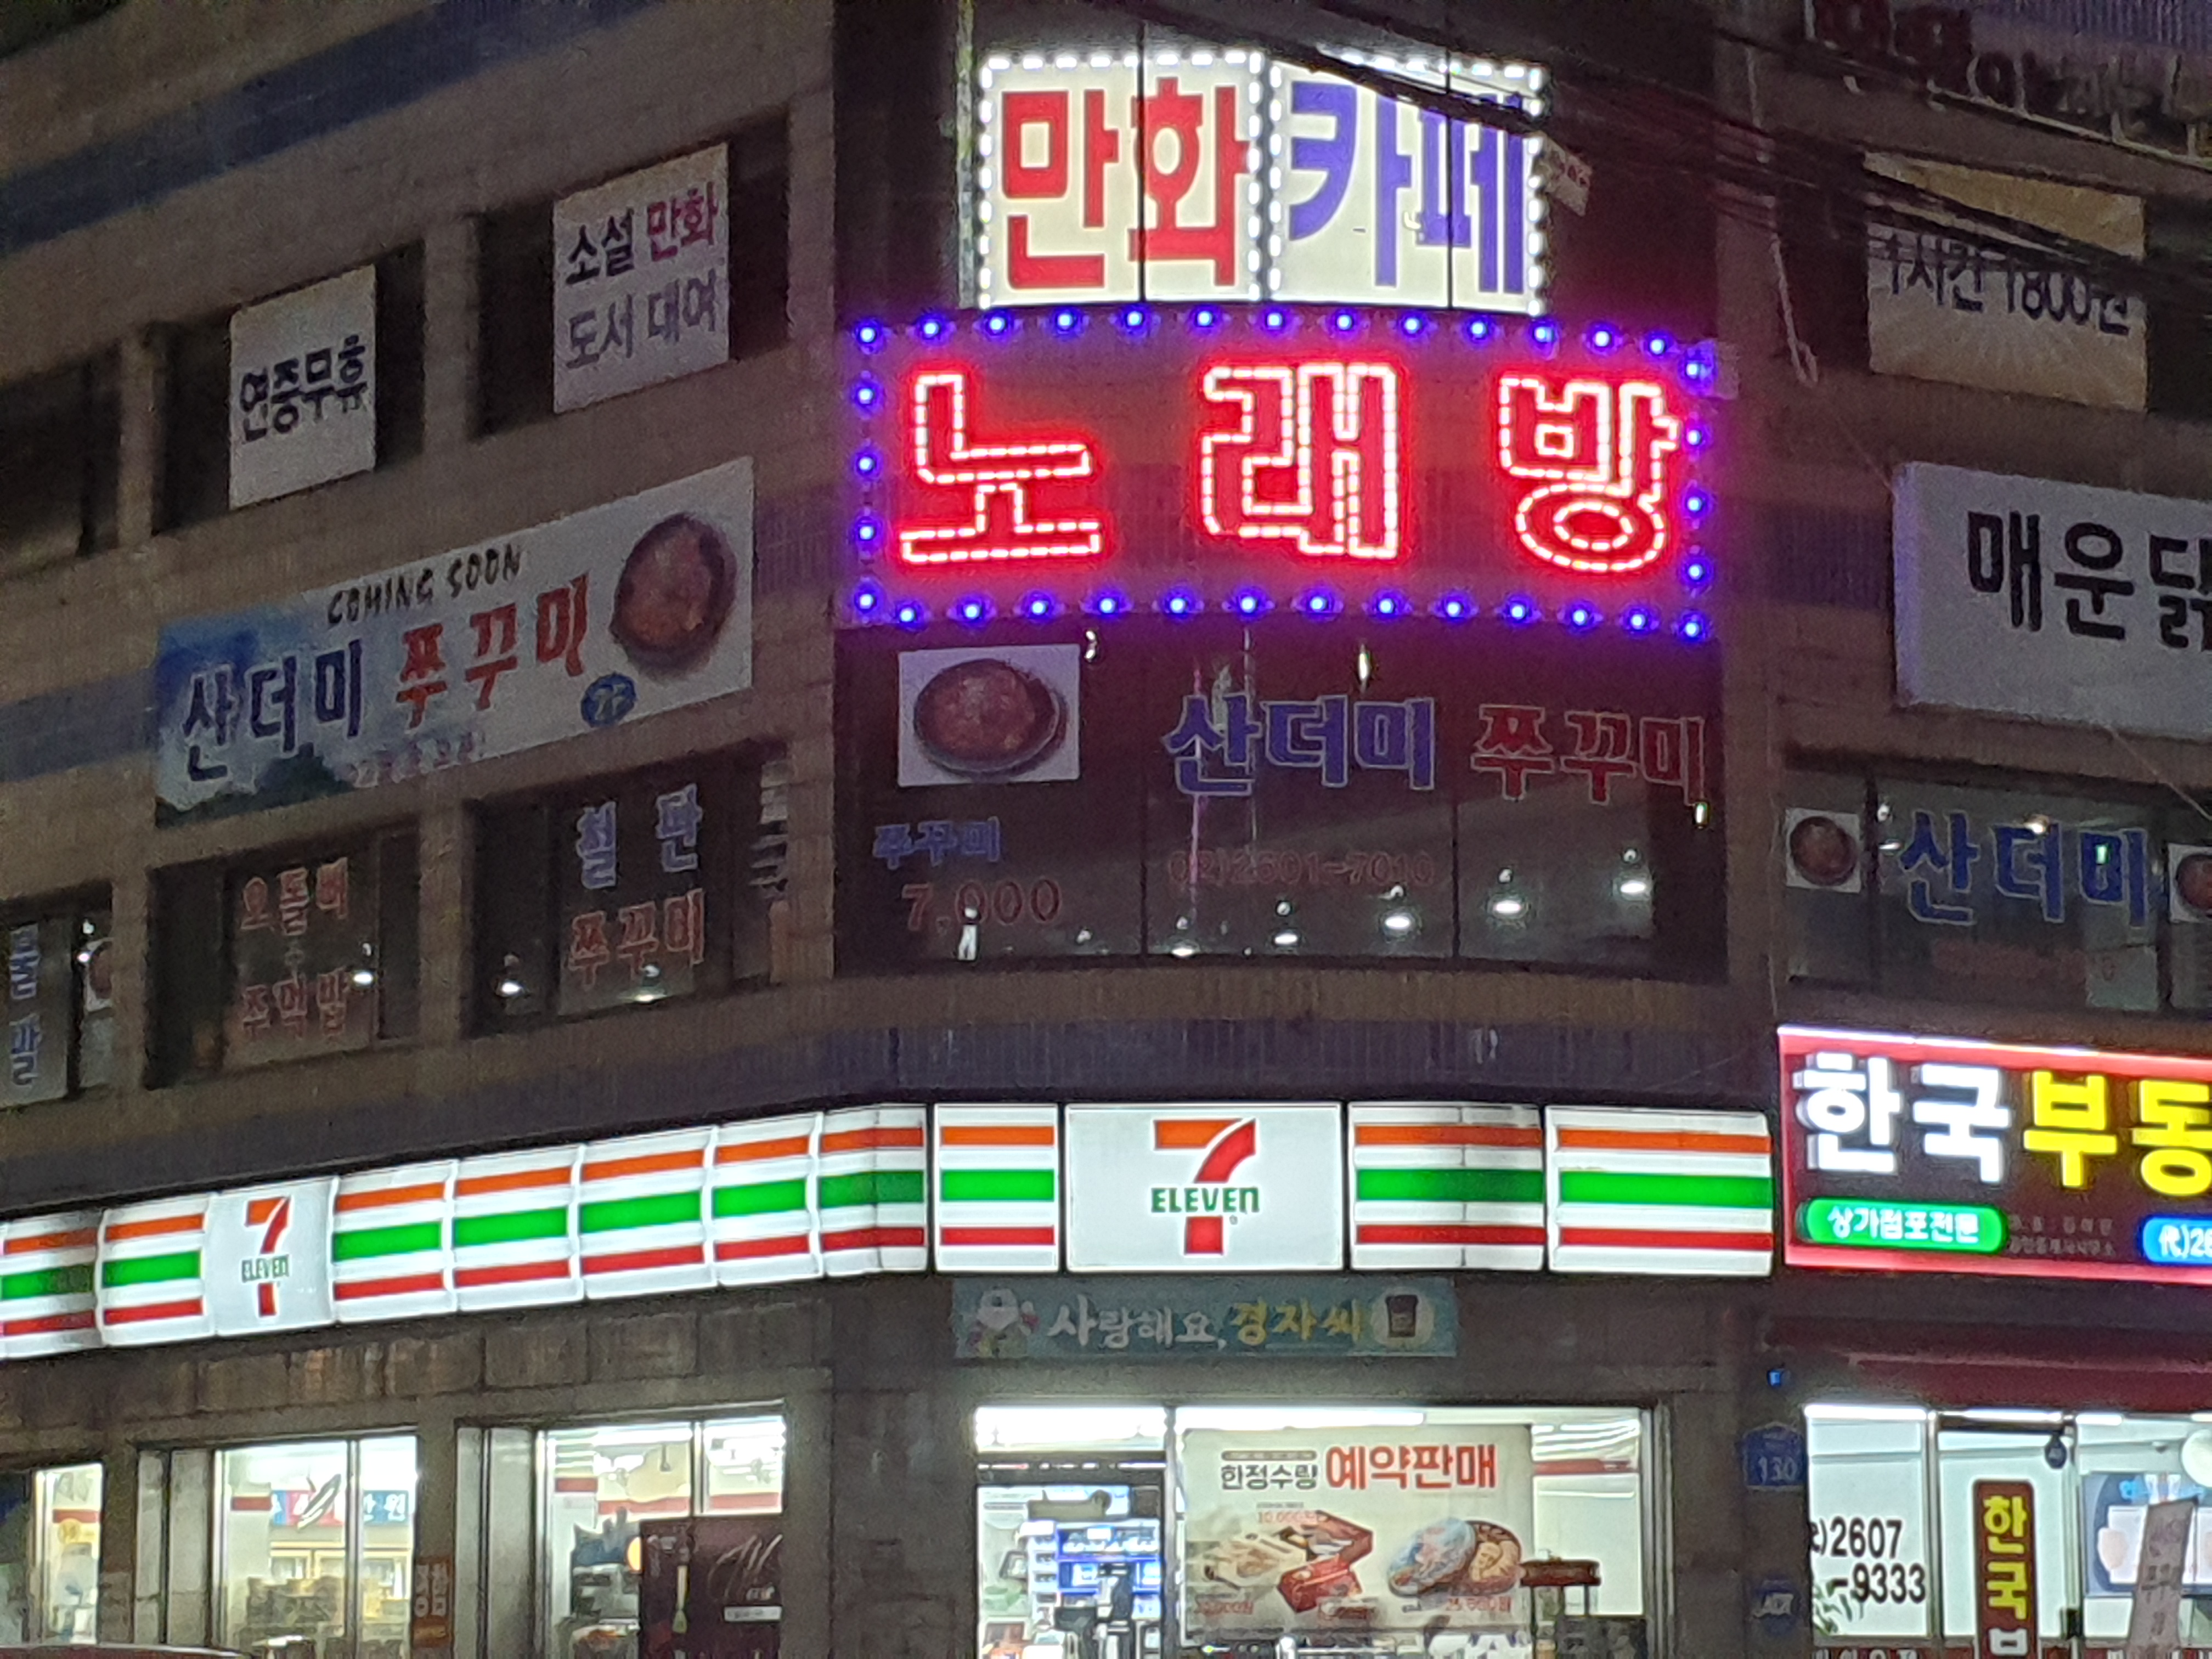 만화카페
소설 만화
도서 대여
연중무휴
1시간 1800원
노래방
COMING SOON
산더미 쭈꾸미
매운닭
산더미 쭈꾸미
쭈꾸미
7,000
02)2601-7010
철판
쭈꾸미
오돌뼈
주먹밥
산더미
7 ELEVEN
7 ELEVEN
한국부동
상가점포전문
사랑해요, 경자씨
한정수량 예약판매
130
2607
-9333
한국